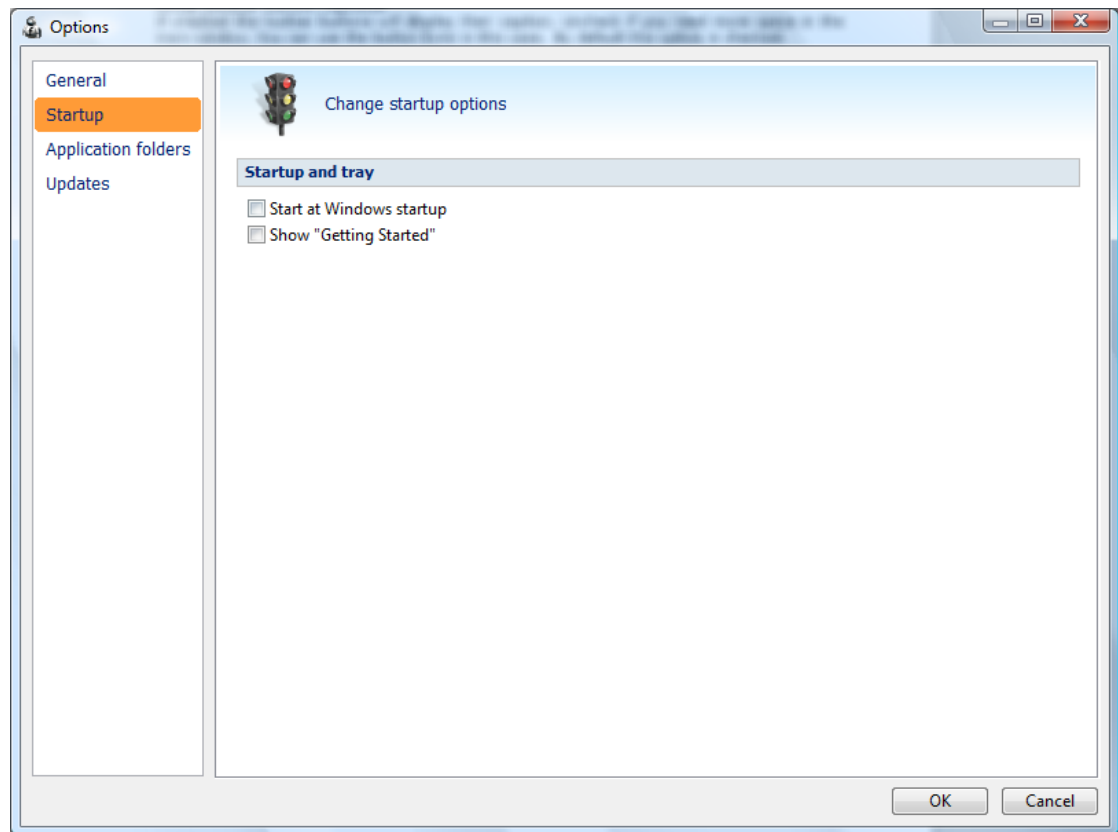 Options
General
Startup
Application folders
Updates
Change startup options
Startup and tray
Start at Windows startup
Show "Getting Started"
OK
Cancel